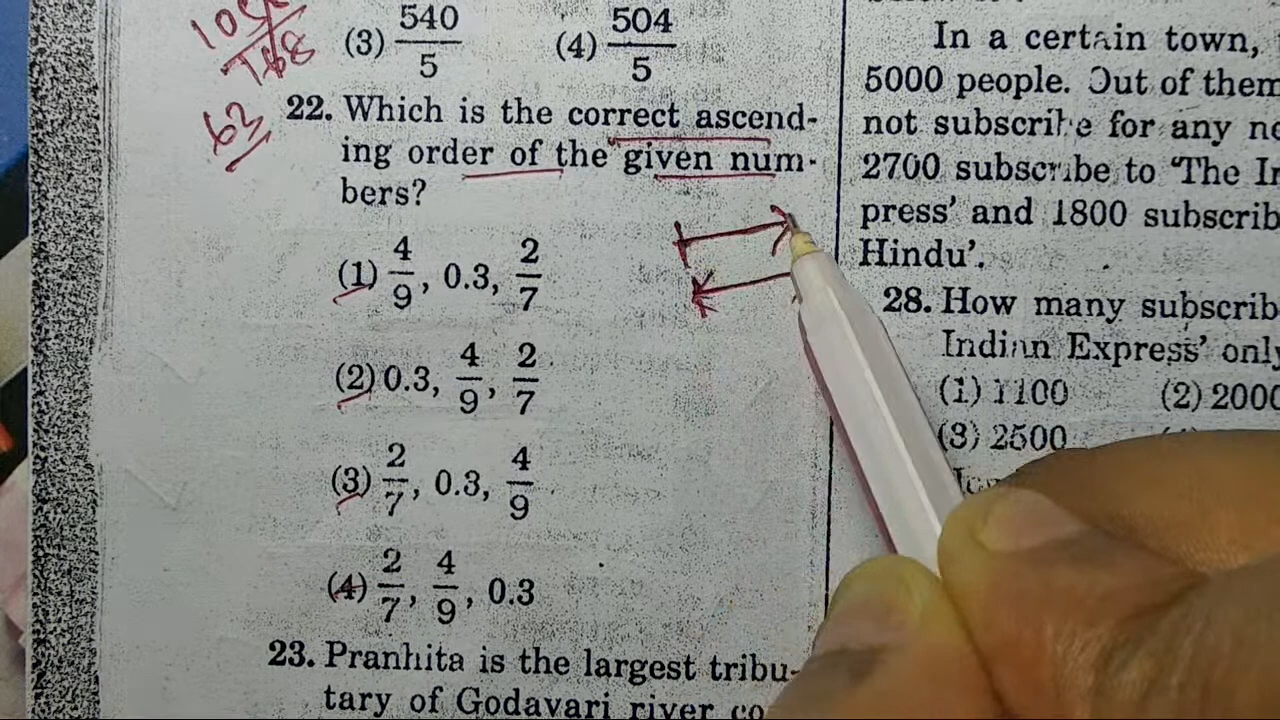 (3) 540/5 (4) 504/5
63
22. Which is the correct ascend-
ing order of the given num-
bers?
(1) 4/9, 0.3, 2/7
(2) 0.3, 4/9, 2/7
(3) 2/7, 0.3, 4/9
(4) 2/7, 4/9, 0.3
23. Pranhita is the largest tribu-
tary of Godavari river co
In a certain town,
5000 people. Out of them
not subscribe for any ne
2700 subscribe to 'The In
press' and 1800 subscrib
Hindu'.
28. How many subscrib
Indian Express' only
(1) 1100 (2) 2000
(3) 2500